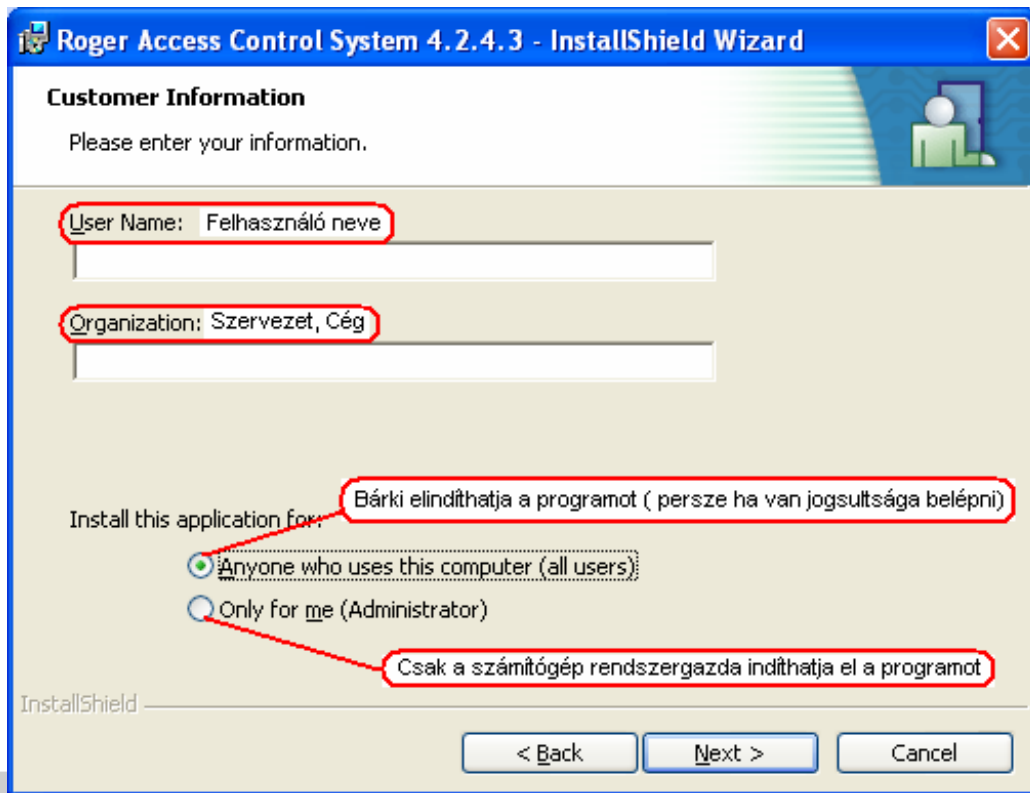 Roger Access Control System 4.2.4.3 - InstallShield Wizard
Customer Information
Please enter your information.
User Name: Felhasználó neve
Organization: Szervezet, Cég
Bárki elindíthatja a programot ( persze ha van jogsultsága belépni)
Install this application for:
Anyone who uses this computer (all users)
Only for me (Administrator)
Csak a számítógép rendszergazda indíthatja el a programot
InstallShield
< Back Next > Cancel